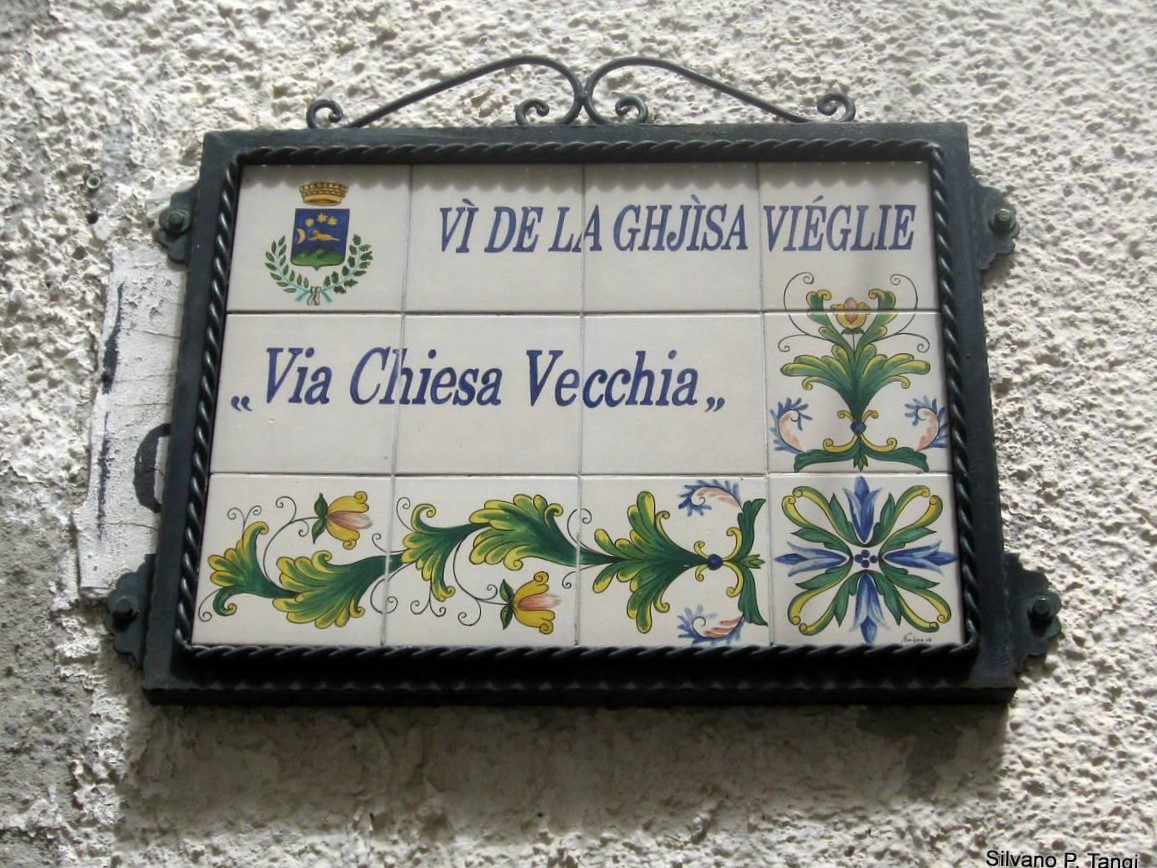 VÌ DE LA GHJÌSA VIÉGLIE
„Via Chiesa Vecchia„
Silvano P. Tangi